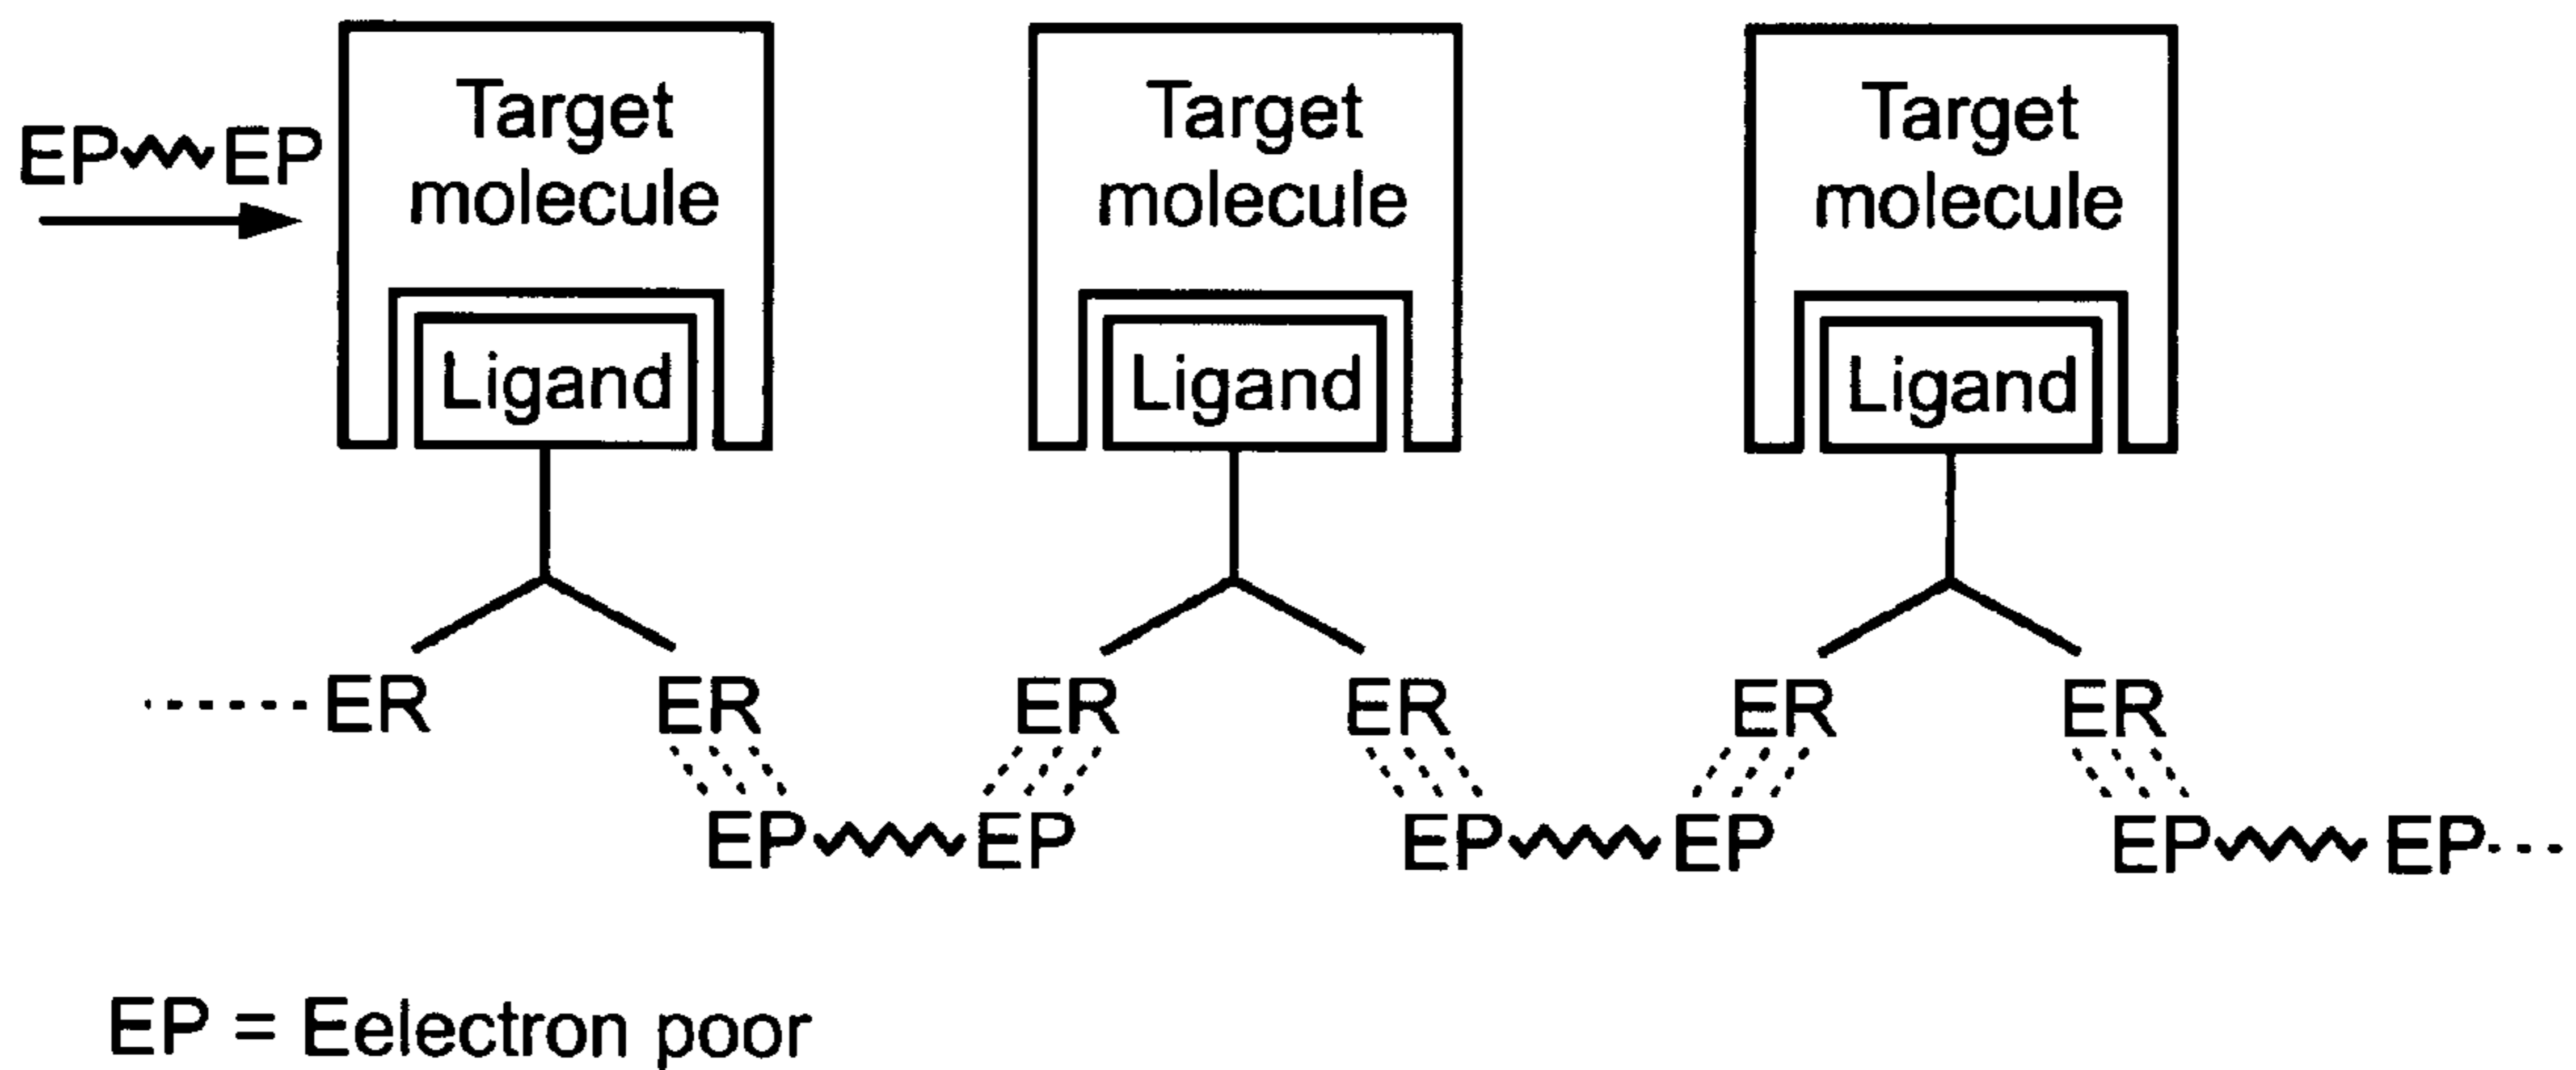 EP EP
Target molecule
Target molecule
Target molecule
Ligand
Ligand
Ligand
ER ER ER ER ER ER
EP EP EP EP EP EP
EP = Eelectron poor